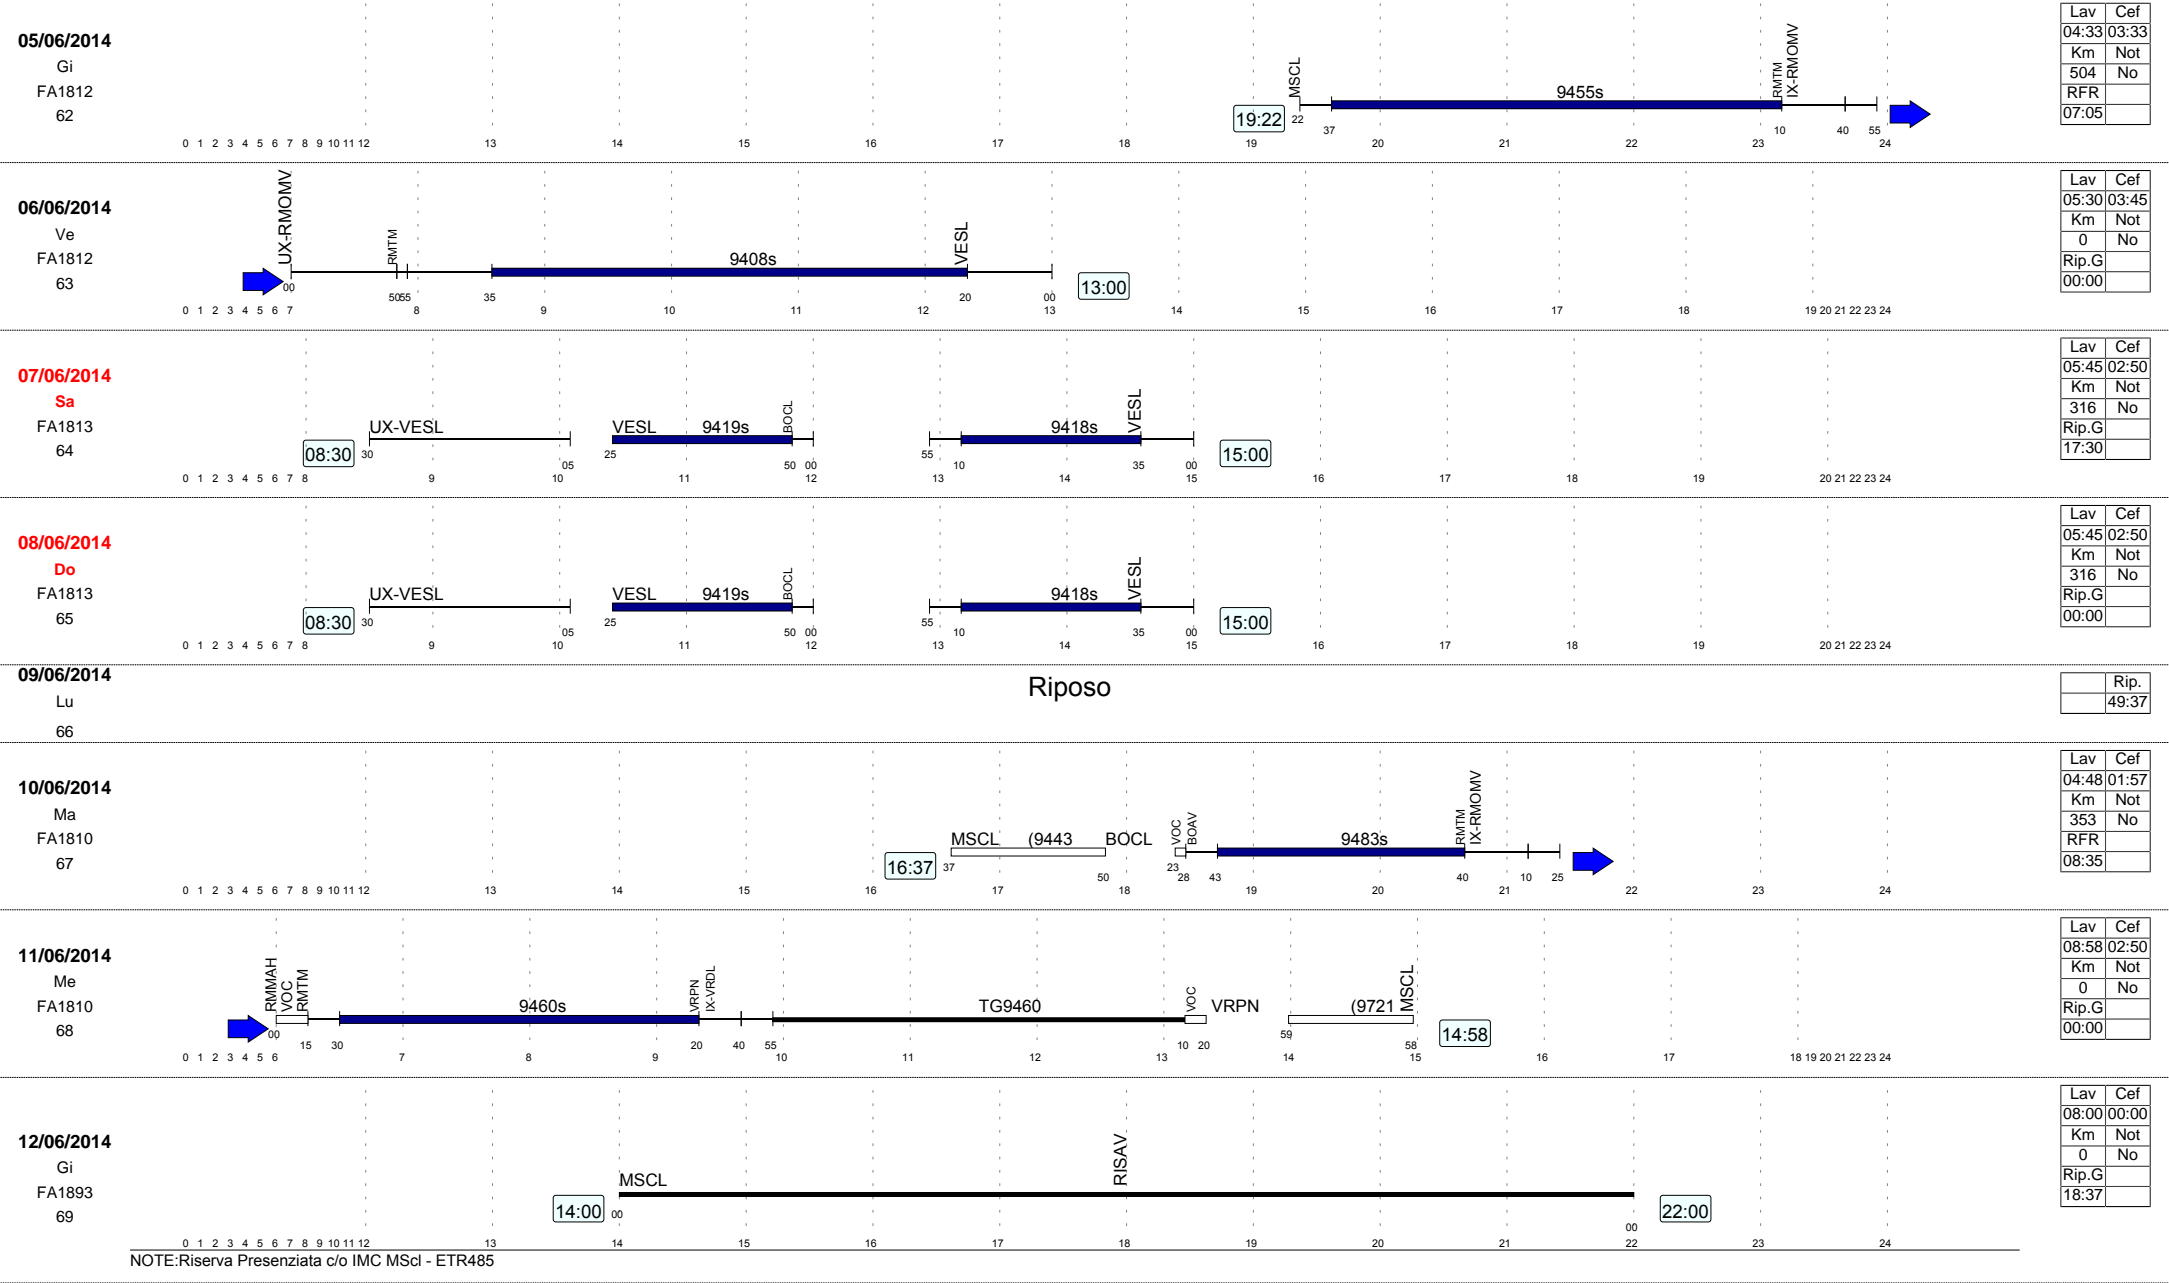 05/06/2014
Gi
FA1812
62
19:22
MSCL
22
37
9455s
RMTM
IX-RMOMV
10
40
55
0 1 2 3 4 5 6 7 8 9 10 11 12 13 14 15 16 17 18 19 20 21 22 23 24
Lav Cef
04:33 03:33
Km Not
504 No
RFR
07:05
06/06/2014
Ve
FA1812
63
UX-RMOMV
00
RMTM
50 55
35
9408s
VESL
20
00
13:00
0 1 2 3 4 5 6 7 8 9 10 11 12 13 14 15 16 17 18 19 20 21 22 23 24
Lav Cef
05:30 03:45
Km Not
0 No
Rip.G
00:00
07/06/2014
Sa
FA1813
64
08:30
UX-VESL
30
05
VESL 9419s
BOCL
25
50 00
55
10
9418s
VESL
35
00
15:00
0 1 2 3 4 5 6 7 8 9 10 11 12 13 14 15 16 17 18 19 20 21 22 23 24
Lav Cef
05:45 02:50
Km Not
316 No
Rip.G
17:30
08/06/2014
Do
FA1813
65
08:30
UX-VESL
30
05
VESL 9419s
BOCL
25
50 00
55
10
9418s
VESL
35
00
15:00
0 1 2 3 4 5 6 7 8 9 10 11 12 13 14 15 16 17 18 19 20 21 22 23 24
Lav Cef
05:45 02:50
Km Not
316 No
Rip.G
00:00
09/06/2014
Lu
66
Riposo
Rip.
49:37
10/06/2014
Ma
FA1810
67
16:37
MSCL (9443 BOCL
37
50
VOC
BOAV
23
28
43
9483s
RMTM
IX-RMOMV
40
10
25
0 1 2 3 4 5 6 7 8 9 10 11 12 13 14 15 16 17 18 19 20 21 22 23 24
Lav Cef
04:48 01:57
Km Not
353 No
RFR
08:35
11/06/2014
Me
FA1810
68
RMMAH
VOC
RMTM
00
15
30
9460s
VRPN
IX-VRDL
20
40
55
TG9460
VOC
VRPN
10 20
(9721
MSCL
59
58
14:58
0 1 2 3 4 5 6 7 8 9 10 11 12 13 14 15 16 17 18 19 20 21 22 23 24
Lav Cef
08:58 02:50
Km Not
0 No
Rip.G
00:00
12/06/2014
Gi
FA1893
69
14:00
MSCL
00
RISAV
00
22:00
0 1 2 3 4 5 6 7 8 9 10 11 12 13 14 15 16 17 18 19 20 21 22 23 24
Lav Cef
08:00 00:00
Km Not
0 No
Rip.G
18:37
NOTE:Riserva Presenziata c/o IMC MScl - ETR485